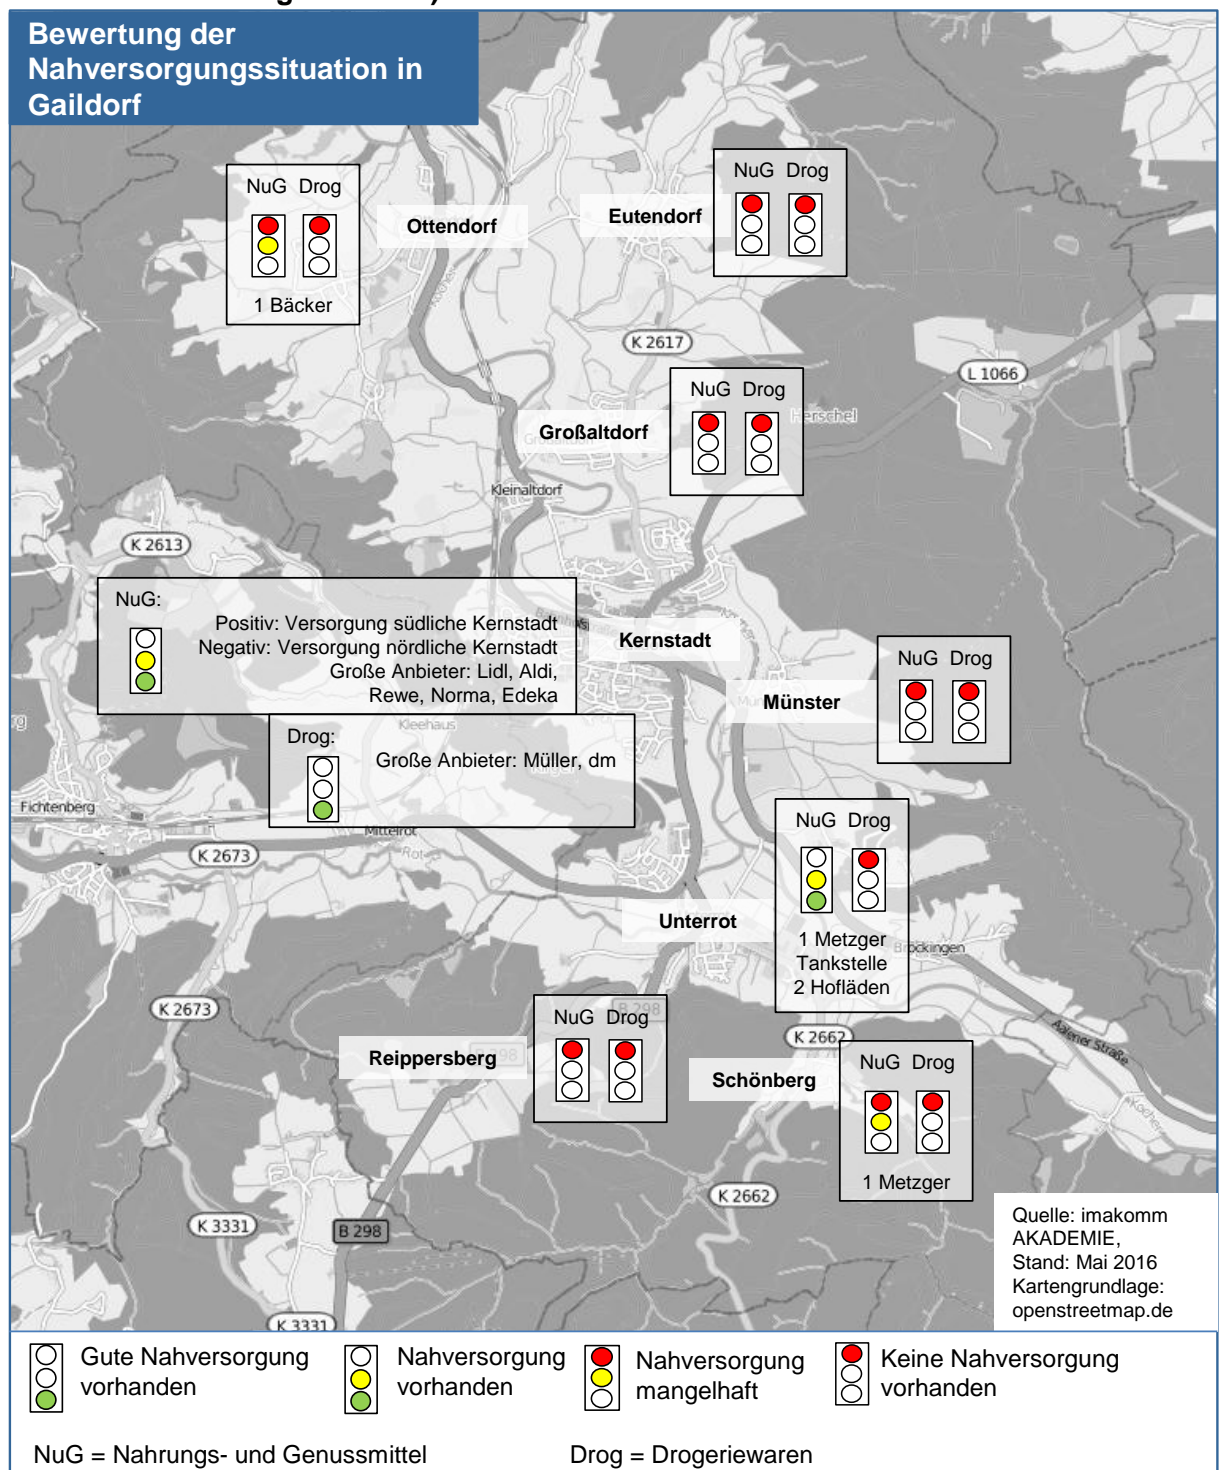 Bewertung der
Nahversorgungssituation in
Gaildorf
NuG Drog
1 Bäcker
Ottendorf
Eutendorf
NuG Drog
K 2617
L 1066
NuG Drog
Großaltdorf
Herschel
Großaltdorf
Kleinaltdorf
K 2613
NuG:
Positiv: Versorgung südliche Kernstadt
Negativ: Versorgung nördliche Kernstadt
Große Anbieter: Lidl, Aldi,
Rewe, Norma, Edeka
Kernstadt
NuG Drog
Münster
Kleehaus
Drog:
Große Anbieter: Müller, dm
Fichtenberg
Mittelrot
K 2673
Rot
NuG Drog
1 Metzger
Tankstelle
2 Hofläden
Unterrot
Bröckingen
K 2673
B 298
NuG Drog
Reippersberg
B 298
K 2662
Aalener Straße
Kocher
Schönberg
NuG Drog
1 Metzger
K 2662
K 3331
B 298
K 3331
Quelle: imakomm
AKADEMIE,
Stand: Mai 2016
Kartengrundlage:
openstreetmap.de
Gute Nahversorgung
vorhanden
Nahversorgung
vorhanden
Nahversorgung
mangelhaft
Keine Nahversorgung
vorhanden
NuG = Nahrungs- und Genussmittel
Drog = Drogeriewaren